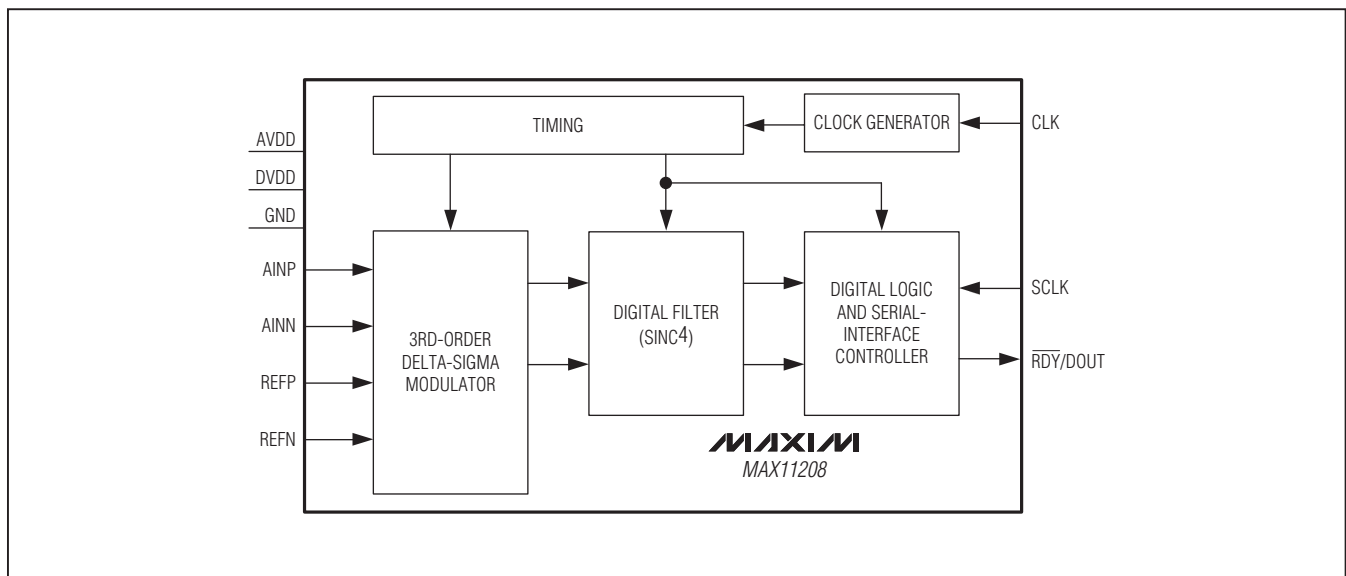 TIMING
CLOCK GENERATOR
CLK
AVDD
DVDD
GND
AINP
AINN
REFP
REFN
3RD-ORDER
DELTA-SIGMA
MODULATOR
DIGITAL FILTER
(SINC4)
DIGITAL LOGIC
AND SERIAL-
INTERFACE
CONTROLLER
SCLK
RDY/DOUT
MAXIM
MAX11208